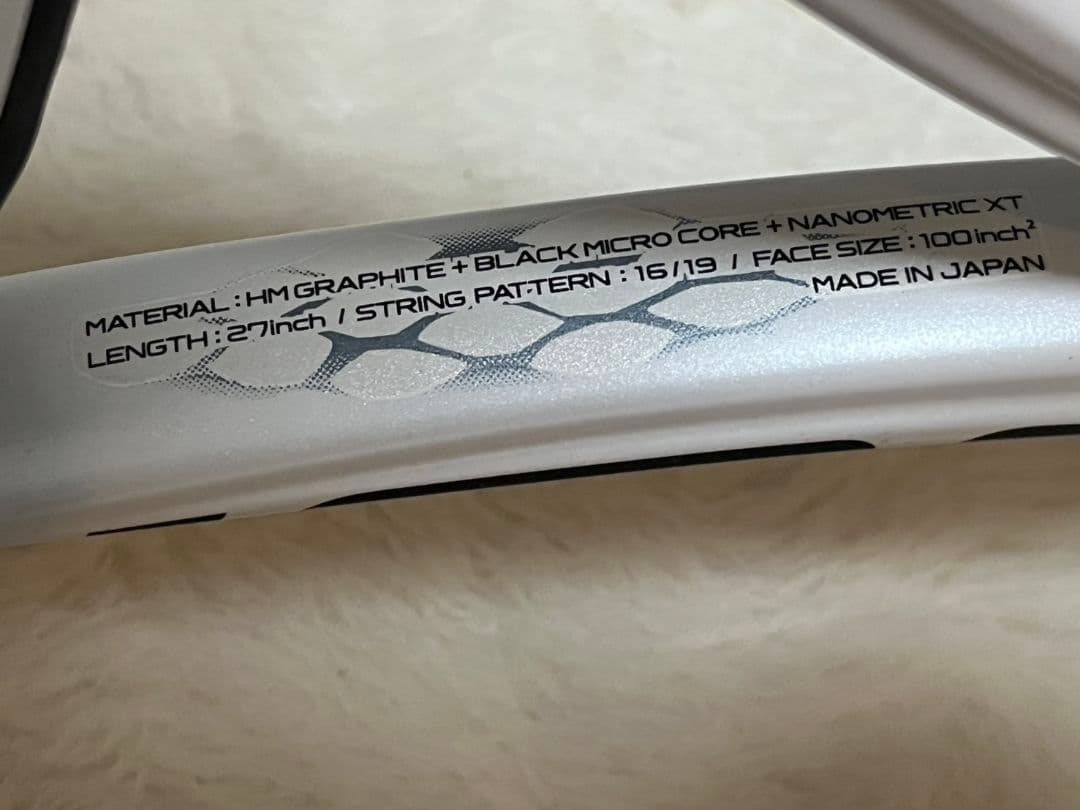 MATERIAL : HM GRAPHITE + BLACK MICRO CORE + NANOMETRIC XT
LENGTH : 27inch / STRING PATTERN : 16/19 / FACE SIZE : 100inch²
MADE IN JAPAN